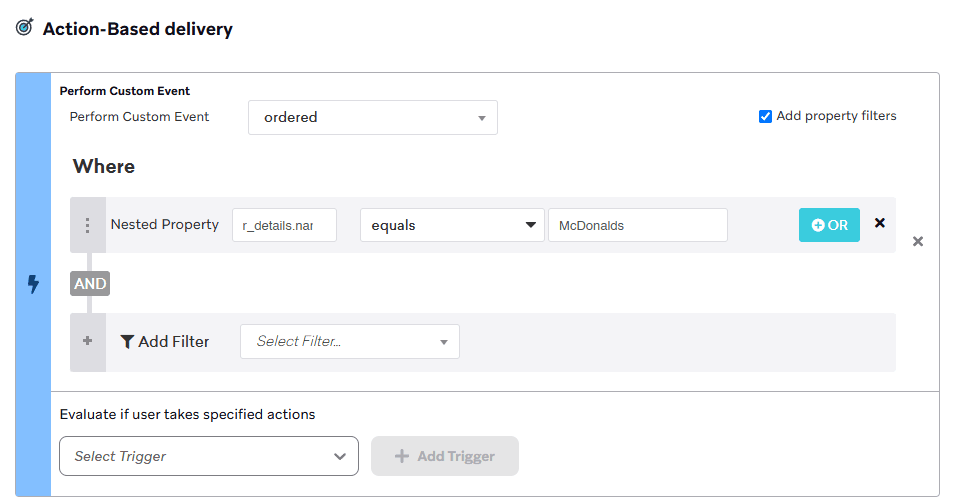 Action-Based delivery
Perform Custom Event
Perform Custom Event
ordered
Add property filters
Where
Nested Property
r_details.nar
equals
McDonalds
OR
AND
Add Filter
Select Filter...
Evaluate if user takes specified actions
Select Trigger
Add Trigger